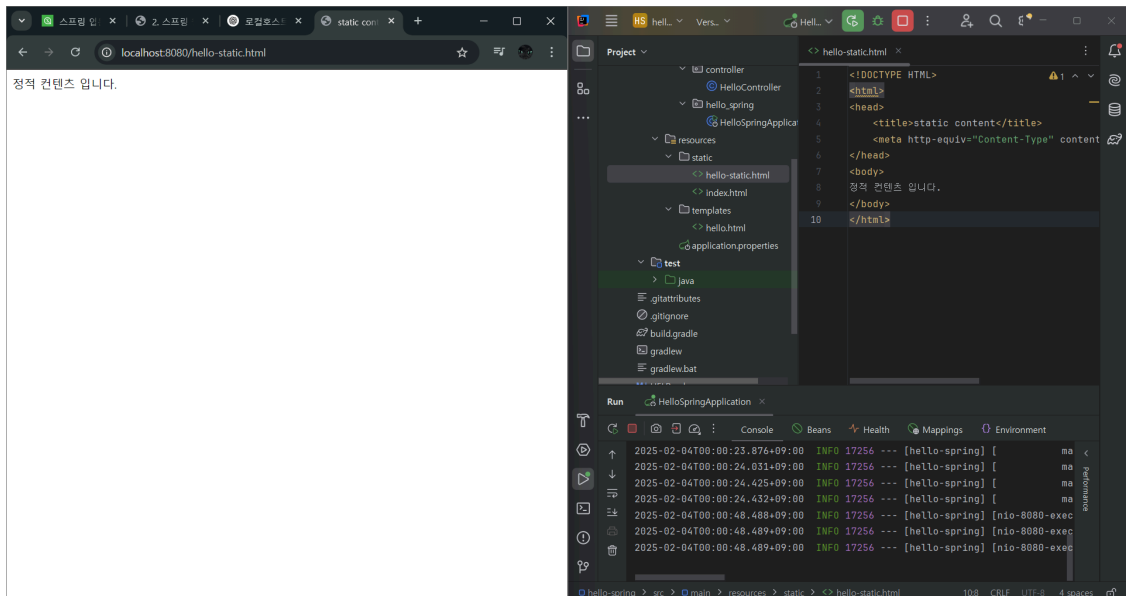 스프링 입
2. 스프링
로컬호스트
static con
localhost:8080/hello-static.html
정적 컨텐츠 입니다.
HS hell... Vers... Hell...
Project
controller
HelloController
hello_spring
HelloSpringApplicat
resources
static
hello-static.html
index.html
templates
hello.html
application.properties
test
java
.gitattributes
.gitignore
build.gradle
gradlew
gradlew.bat
hello-static.html
1 <!DOCTYPE HTML>
1
2 <html>
3 <head>
4 <title>static content</title>
5 <meta http-equiv="Content-Type" content
6 </head>
7 <body>
8 정적 컨텐츠 입니다.
9 </body>
10 </html>
Run HelloSpringApplication
Console Beans Health Mappings Environment
2025-02-04T00:00:23.876+09:00 INFO 17256 --- [hello-spring] [ ma
2025-02-04T00:00:24.031+09:00 INFO 17256 --- [hello-spring] [ ma
2025-02-04T00:00:24.425+09:00 INFO 17256 --- [hello-spring] [ ma
2025-02-04T00:00:24.432+09:00 INFO 17256 --- [hello-spring] [ ma
2025-02-04T00:00:48.488+09:00 INFO 17256 --- [hello-spring] [nio-8080-exec
2025-02-04T00:00:48.489+09:00 INFO 17256 --- [hello-spring] [nio-8080-exec
2025-02-04T00:00:48.489+09:00 INFO 17256 --- [hello-spring] [nio-8080-exec
Performance
hello-spring > src > main > resources > static > hello-static.html 10:8 CRLF UTF-8 4 spaces